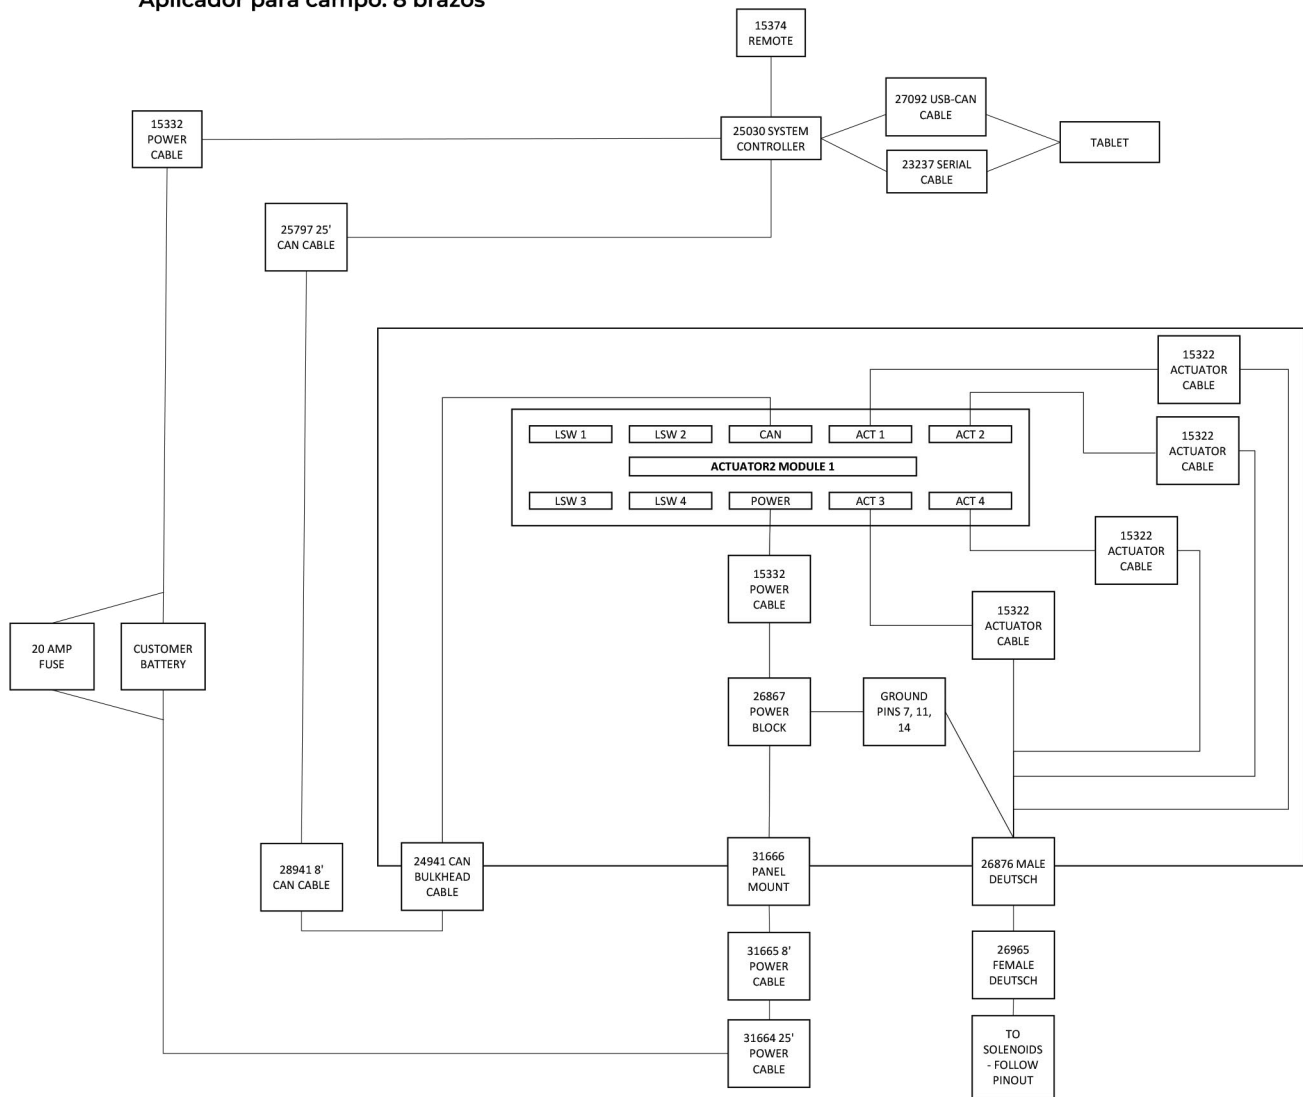 Aplicador para campo: 8 brazos
15374
REMOTE
27092 USB-CAN
CABLE
15332
POWER
CABLE
25030 SYSTEM
CONTROLLER
TABLET
23237 SERIAL
CABLE
25797 25'
CAN CABLE
15322
ACTUATOR
CABLE
LSW 1
LSW 2
CAN
ACT 1
ACT 2
15322
ACTUATOR
CABLE
ACTUATOR2 MODULE 1
LSW 3
LSW 4
POWER
ACT 3
ACT 4
15322
ACTUATOR
CABLE
15332
POWER
CABLE
15322
ACTUATOR
CABLE
20 AMP
FUSE
CUSTOMER
BATTERY
26867
POWER
BLOCK
GROUND
PINS 7, 11,
14
28941 8'
CAN CABLE
24941 CAN
BULKHEAD
CABLE
31666
PANEL
MOUNT
26876 MALE
DEUTSCH
31665 8'
POWER
CABLE
26965
FEMALE
DEUTSCH
31664 25'
POWER
CABLE
TO
SOLENOIDS
- FOLLOW
PINOUT